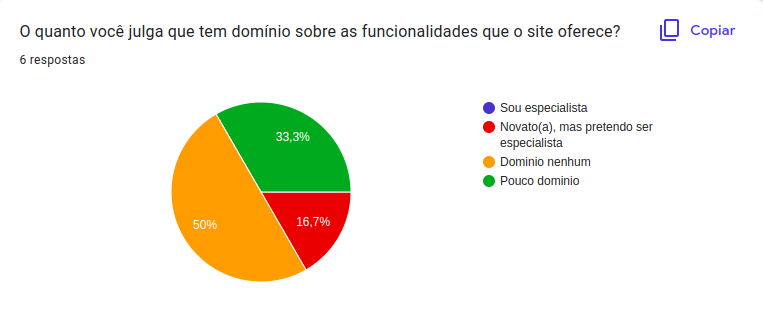 O quanto você julga que tem domínio sobre as funcionalidades que o site oferece?
Copiar
6 respostas
Sou especialista
Novato(a), mas pretendo ser
especialista
Dominio nenhum
Pouco dominio
33,3%
16,7%
50%